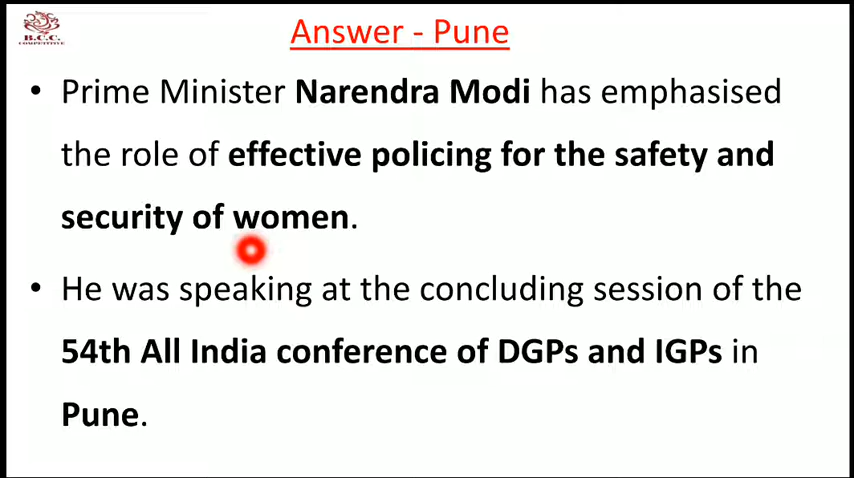 B.C.C.
COMPETITIVE
Answer - Pune
• Prime Minister Narendra Modi has emphasised
the role of effective policing for the safety and
security of women.
• He was speaking at the concluding session of the
54th All India conference of DGPs and IGPs in
Pune.